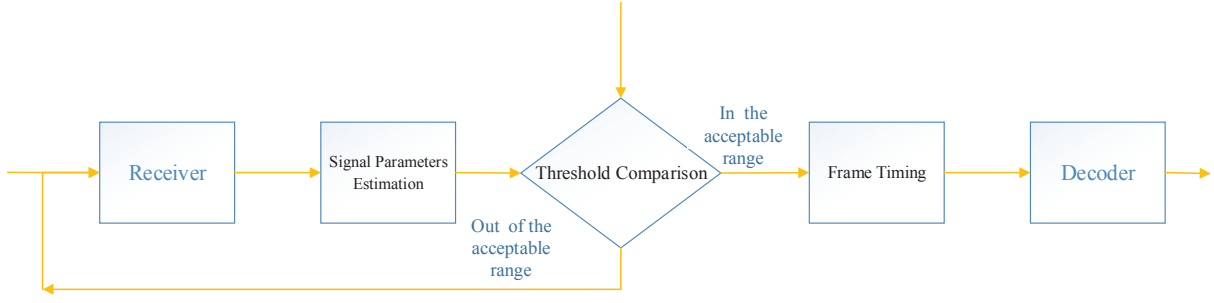 Receiver
Signal Parameters
Estimation
Threshold Comparison
In the
acceptable
range
Out of the
acceptable
range
Frame Timing
Decoder